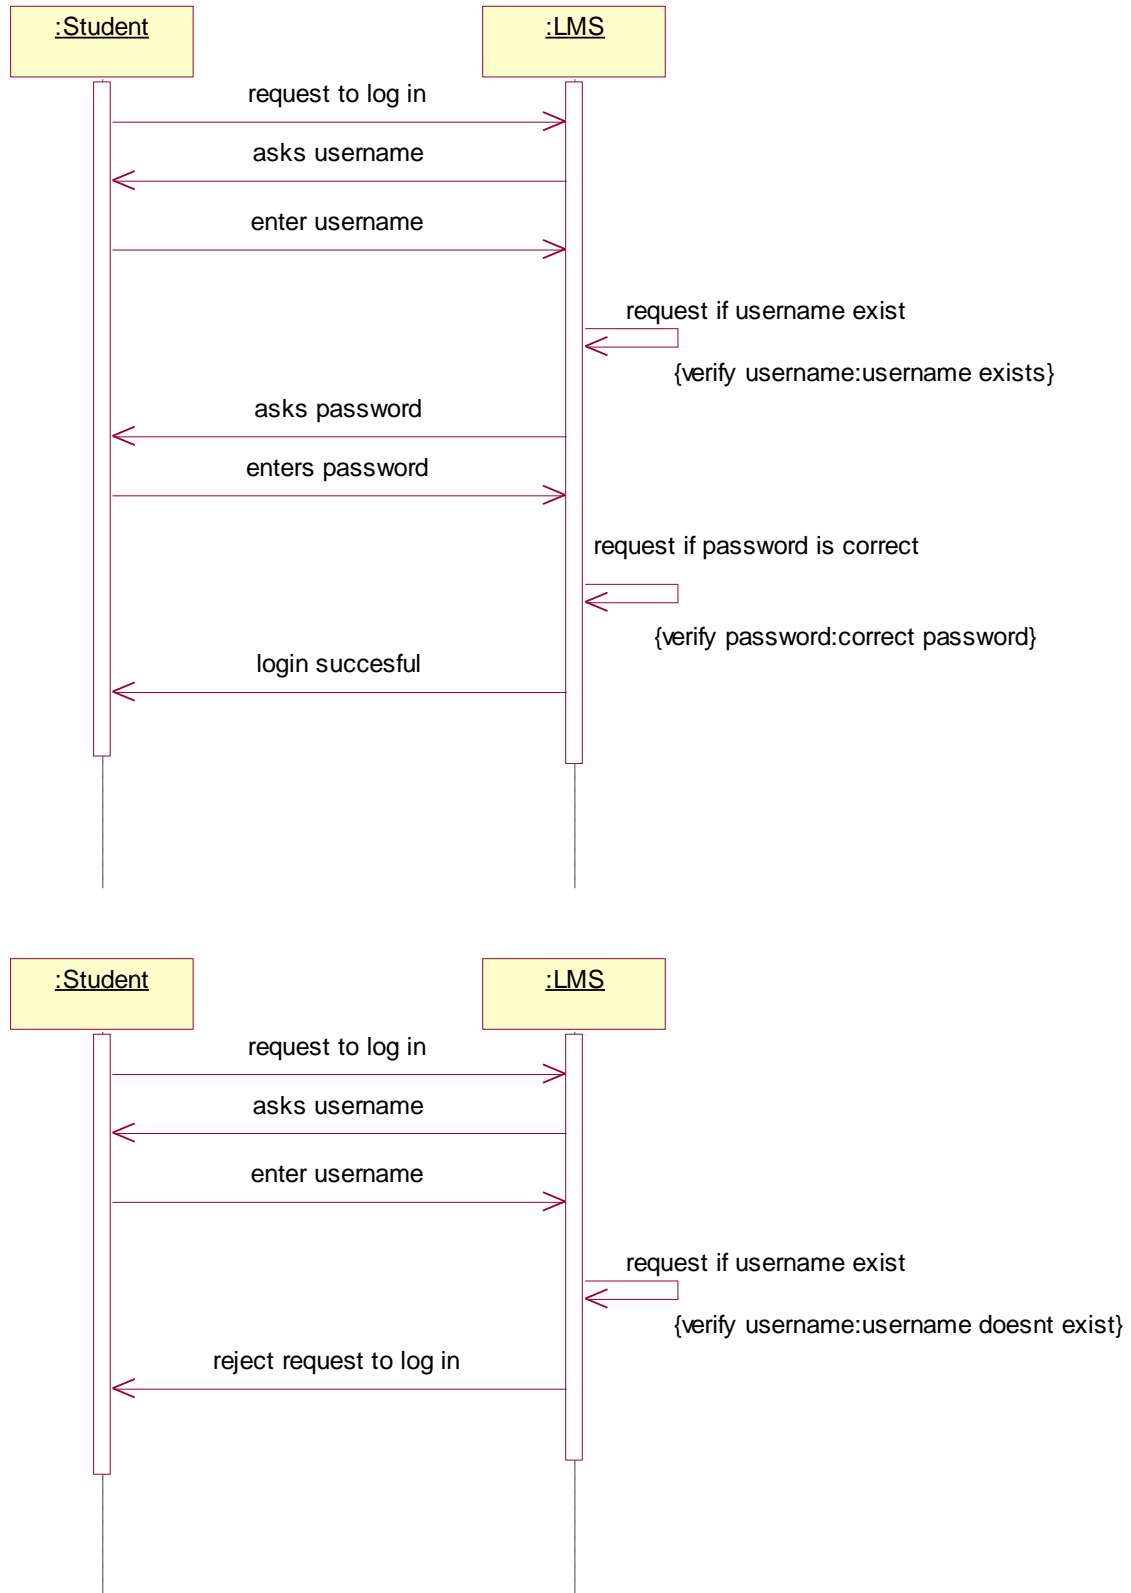 :Student
:LMS
request to log in
asks username
enter username
request if username exist
{verify username:username exists}
asks password
enters password
request if password is correct
{verify password:correct password}
login succesful
:Student
:LMS
request to log in
asks username
enter username
request if username exist
{verify username:username doesnt exist}
reject request to log in